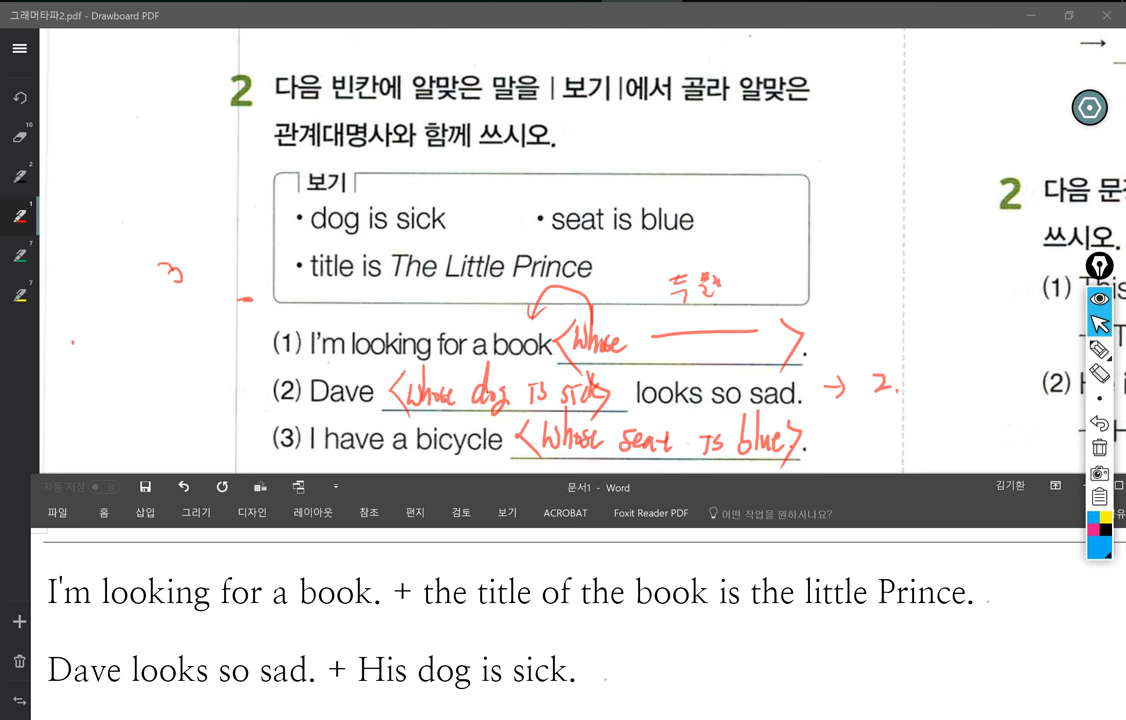 그래머타파2.pdf - Drawboard PDF
2 다음 빈칸에 알맞은 말을 | 보기 |에서 골라 알맞은
관계대명사와 함께 쓰시오.
보기
• dog is sick • seat is blue
• title is The Little Prince
(1) I'm looking for a book <whose >.
(2) Dave <whose dog is sick> looks so sad. → 2.
(3) I have a bicycle <whose seat is blue>.
2 다음 문
쓰시오.
(1) This
(2) H
10
2
1
7
7
자동 저장
문서1 - Word
김기환
파일 홈 삽입 그리기 디자인 레이아웃 참조 편지 검토 보기 ACROBAT Foxit Reader PDF 어떤 작업을 원하시나요?
I'm looking for a book. + the title of the book is the little Prince.
Dave looks so sad. + His dog is sick.